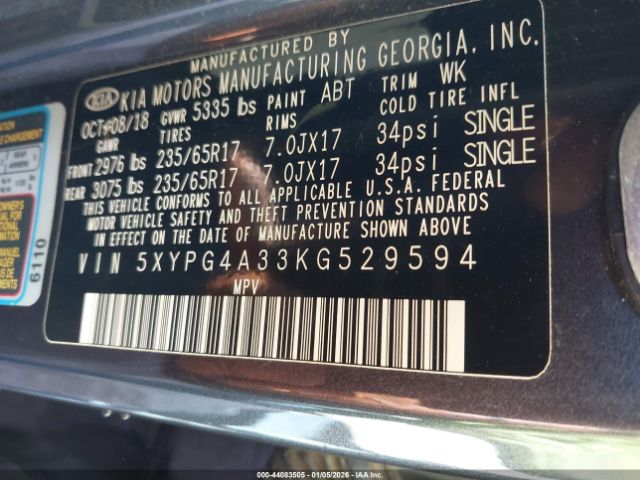 MANUFACTURED BY
KIA KIA MOTORS MANUFACTURING GEORGIA, INC.
OCT/08/18 GVWR 5335 lbs PAINT ABT TRIM WK
GAWR TIRES RIMS COLD TIRE INFL
FRONT 2976 lbs 235/65R17 7.0JX17 34psi SINGLE
REAR 3075 lbs 235/65R17 7.0JX17 34psi SINGLE
THIS VEHICLE CONFORMS TO ALL APPLICABLE U.S.A. FEDERAL
MOTOR VEHICLE SAFETY AND THEFT PREVENTION STANDARDS
IN EFFECT ON THE DATE OF MANUFACTURE SHOWN ABOVE
VIN 5XYPG4A33KG529594
MPV
6110
000-44083505 - 01/05/2026 - © IAA Holdings, LLC